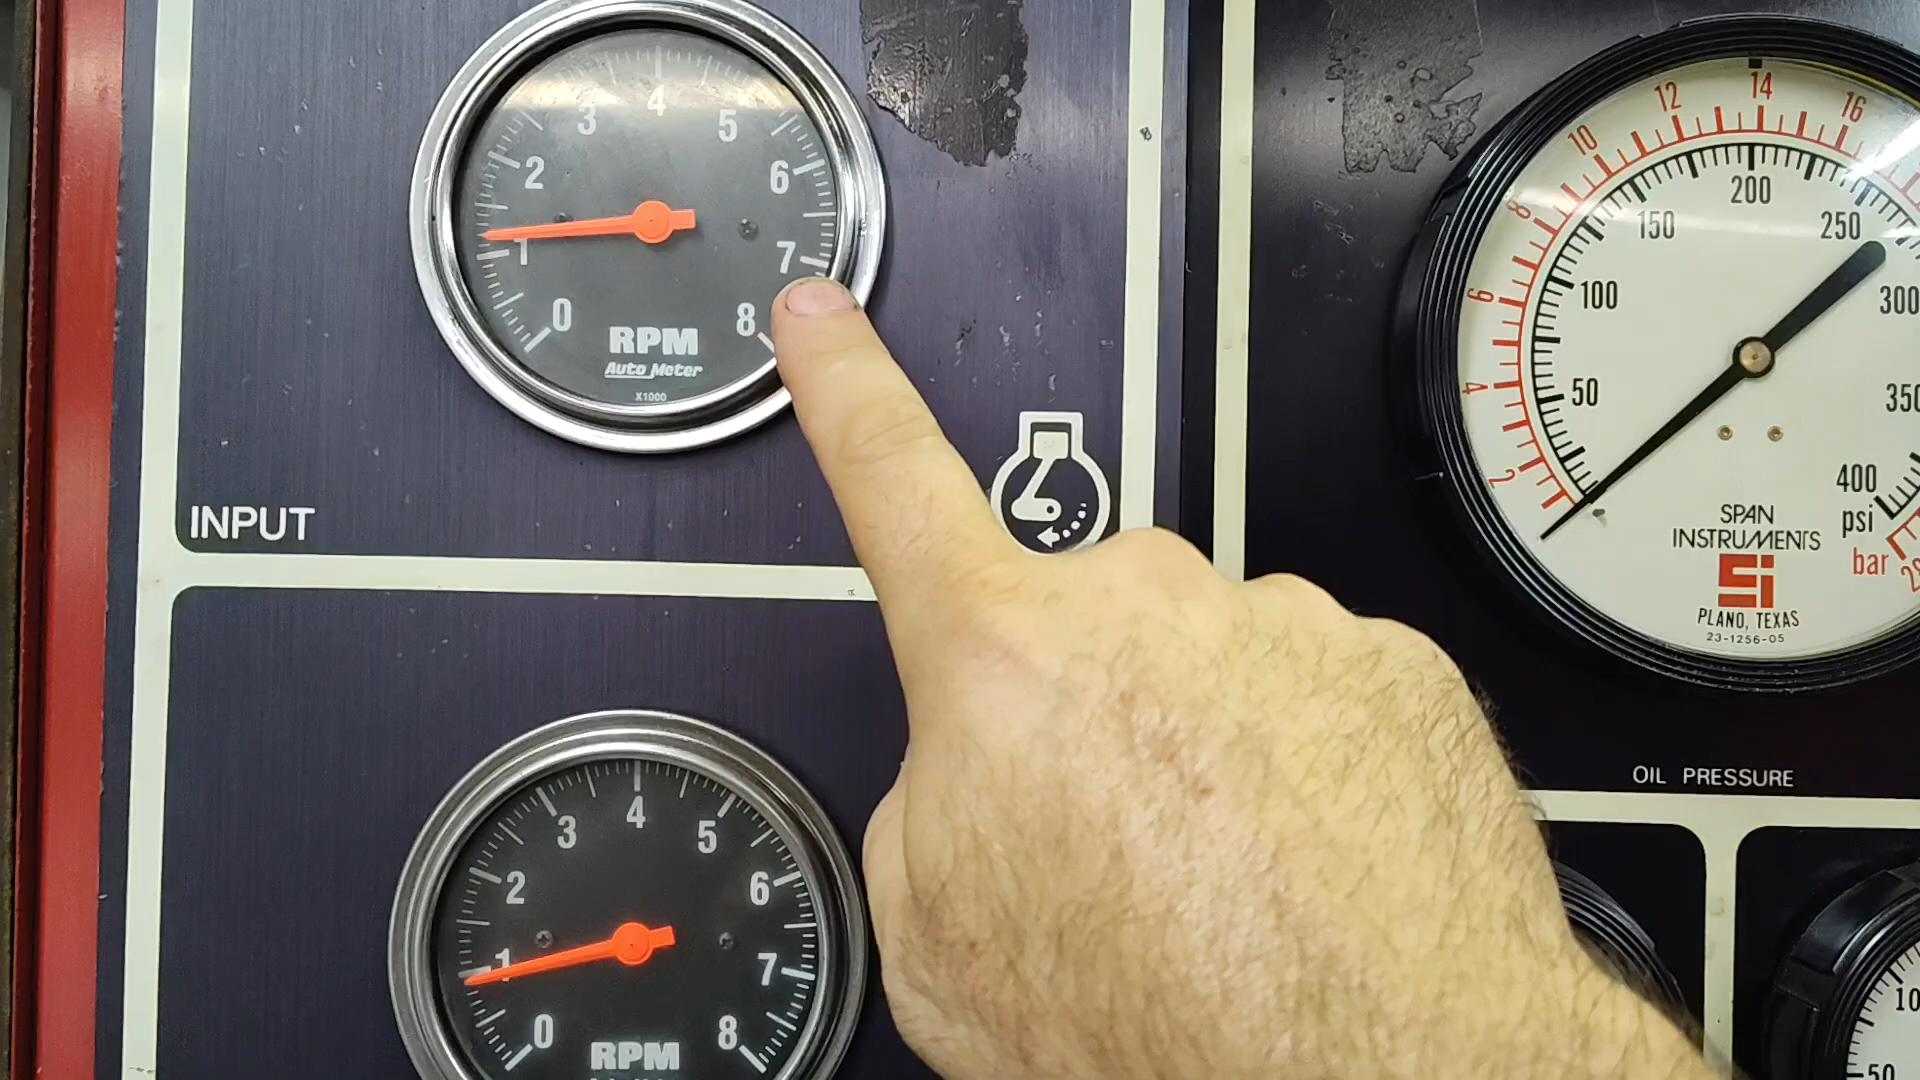 3 4 5
2 6
1 7
0 8
RPM
Auto Meter
X1000
INPUT
3 4 5
2 6
1 7
0 8
RPM
2 4 6 8 10 12 14 16
50 100 150 200 250 300 350 400
psi
bar
SPAN
INSTRUMENTS
Si
PLANO, TEXAS
23-1256-05
OIL PRESSURE
50